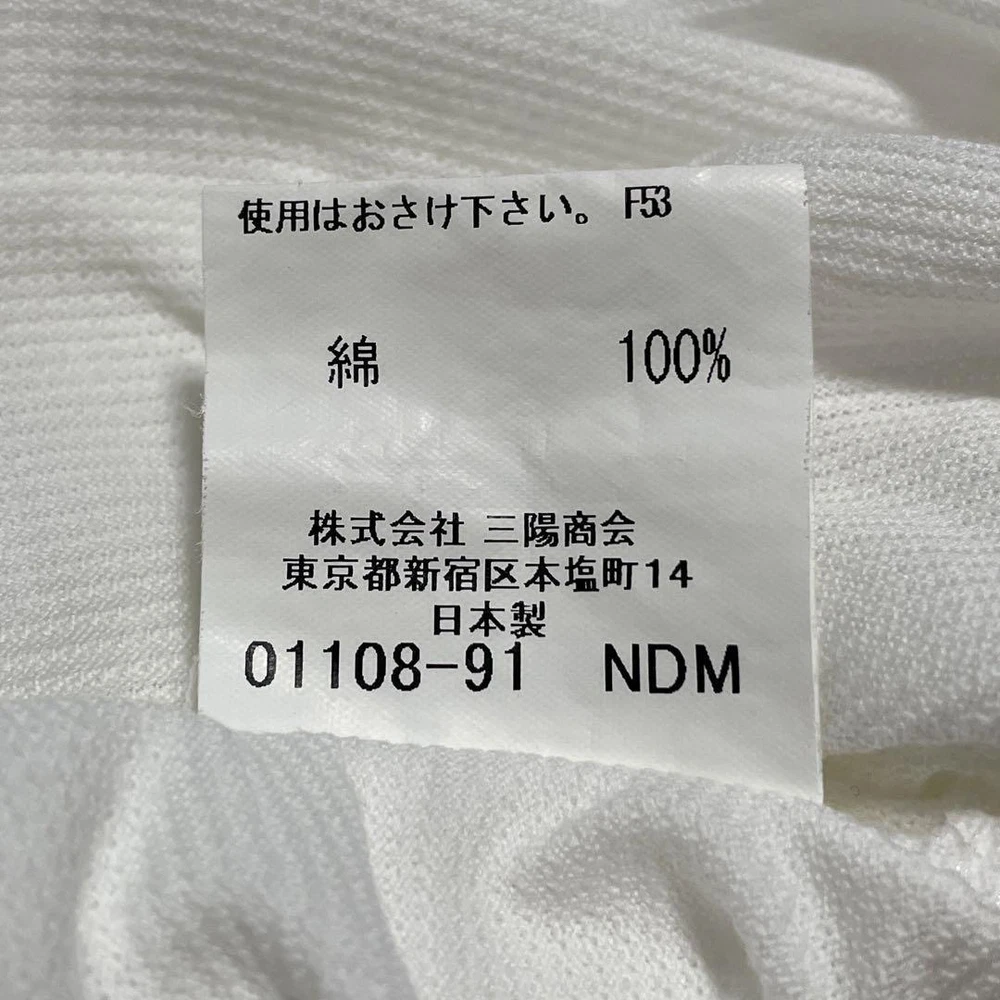 使用はおさけ下さい。 F53
綿 100%
株式会社 三陽商会
東京都新宿区本塩町14
日本製
01108-91 NDM